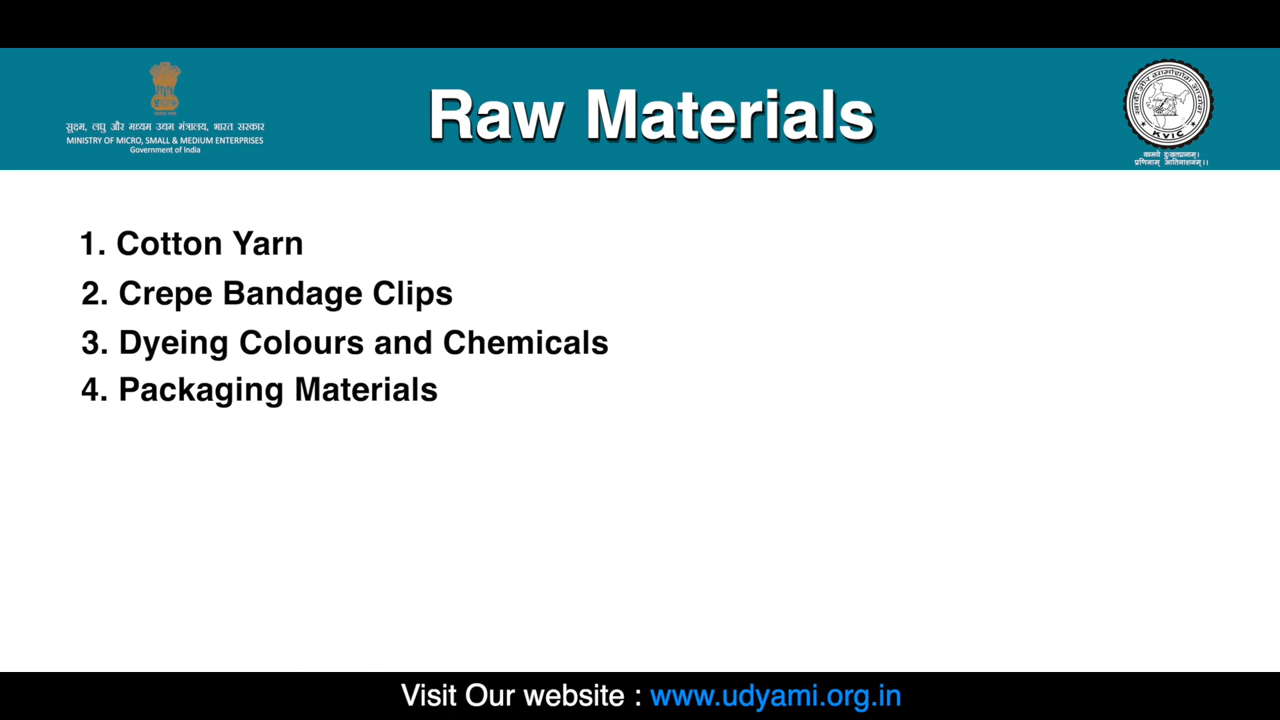 सूक्ष्म, लघु और मध्यम उद्यम मंत्रालय, भारत सरकार
MINISTRY OF MICRO, SMALL & MEDIUM ENTERPRISES
Government of India
Raw Materials
KVIC
1. Cotton Yarn
2. Crepe Bandage Clips
3. Dyeing Colours and Chemicals
4. Packaging Materials
Visit Our website : www.udyami.org.in